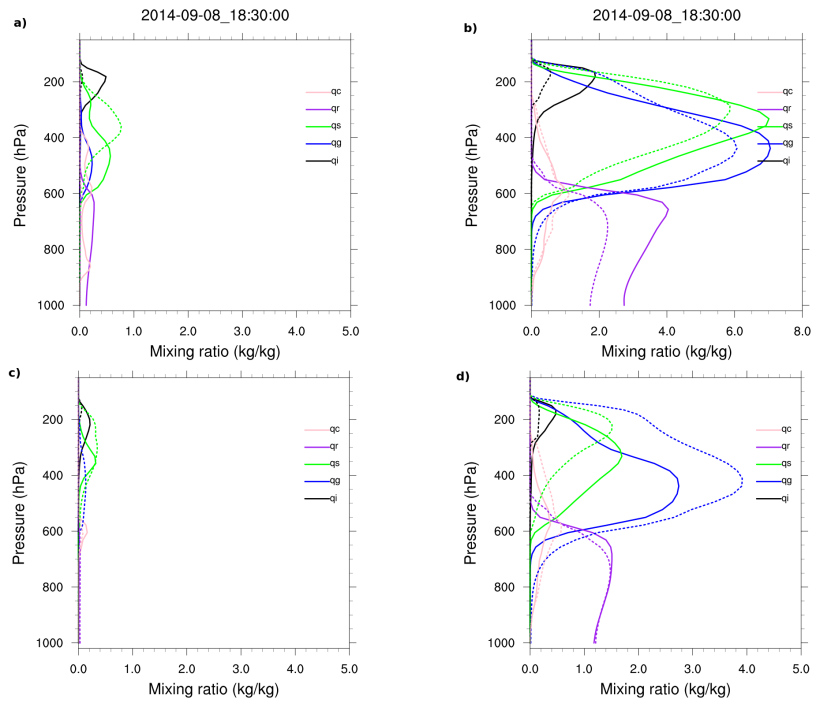 a)
2014-09-08_18:30:00
200
400
600
800
1000
Pressure (hPa)
qc
qr
qs
qg
qi
0.0 1.0 2.0 3.0 4.0 5.0
Mixing ratio (kg/kg)
b)
2014-09-08_18:30:00
200
400
600
800
1000
Pressure (hPa)
qc
qr
qs
qg
qi
0.0 2.0 4.0 6.0 8.0
Mixing ratio (kg/kg)
c)
200
400
600
800
1000
Pressure (hPa)
qc
qr
qs
qg
qi
0.0 1.0 2.0 3.0 4.0 5.0
Mixing ratio (kg/kg)
d)
200
400
600
800
1000
Pressure (hPa)
qc
qr
qs
qg
qi
0.0 1.0 2.0 3.0 4.0 5.0
Mixing ratio (kg/kg)